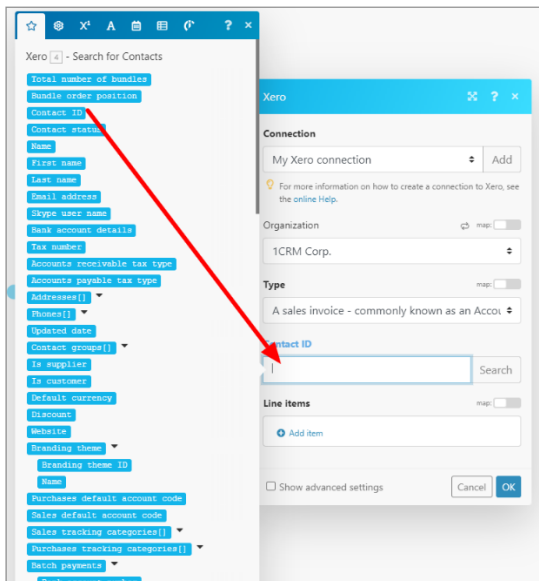 X²
A
?
×
Xero 4 - Search for Contacts
Total number of bundles
Bundle order position
Contact ID
Contact status
Name
First name
Last name
Email address
Skype user name
Bank account details
Tax number
Accounts receivable tax type
Accounts payable tax type
Addresses[]
Phones[]
Updated date
Contact groups[]
Is supplier
Is customer
Default currency
Discount
Website
Branding theme
Branding theme ID
Name
Purchases default account code
Sales default account code
Sales tracking categories[]
Purchases tracking categories[]
Batch payments
Xero
?
×
Connection
My Xero connection
Add
For more information on how to create a connection to Xero, see
the online Help.
Organization
map:
1CRM Corp.
Type
map:
A sales invoice - commonly known as an Accou
Contact ID
Search
Line items
map:
Add item
Show advanced settings
Cancel
OK